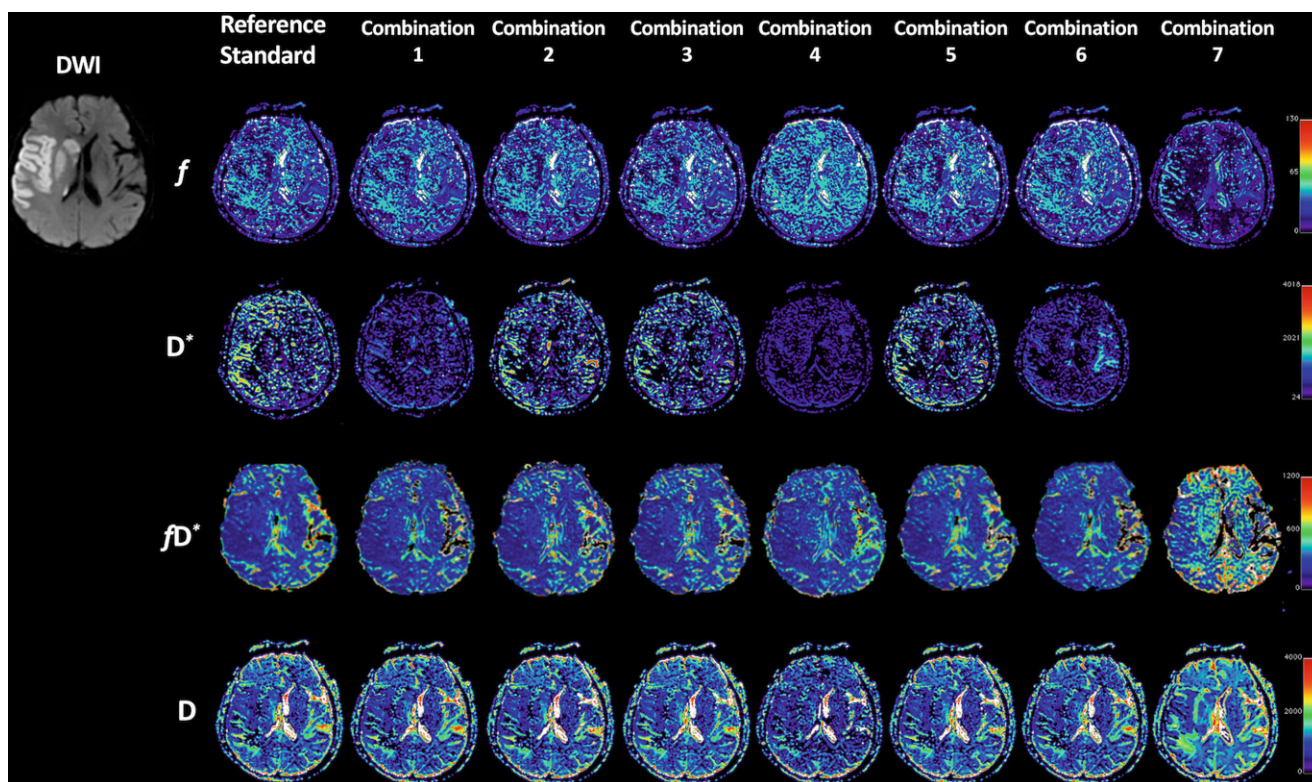 Reference Standard
Combination 1
Combination 2
Combination 3
Combination 4
Combination 5
Combination 6
Combination 7
DWI
f
130
65
0
D*
4018
2021
24
fD*
1200
600
0
D
4000
2000
0